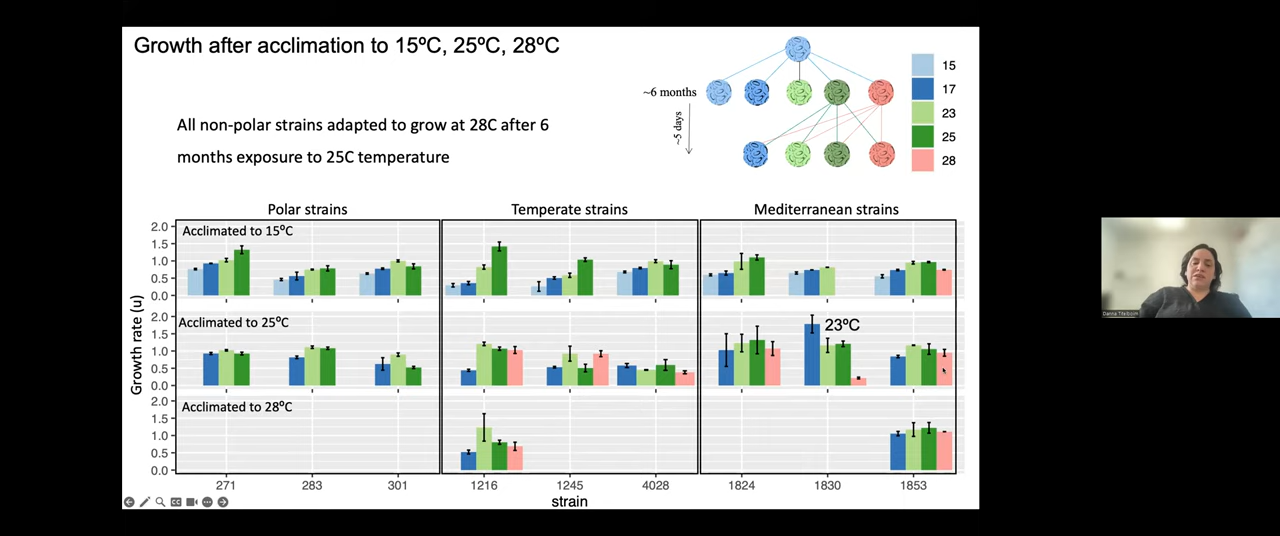 Growth after acclimation to 15ºC, 25ºC, 28ºC
All non-polar strains adapted to grow at 28C after 6
months exposure to 25C temperature
~6 months
~5 days
15
17
23
25
28
Polar strains
Temperate strains
Mediterranean strains
Growth rate (u)
Acclimated to 15ºC
2.0
1.5
1.0
0.5
0.0
Acclimated to 25ºC
23ºC
2.0
1.5
1.0
0.5
0.0
Acclimated to 28ºC
2.0
1.5
1.0
0.5
0.0
271
283
301
1216
1245
4028
1824
1830
1853
strain